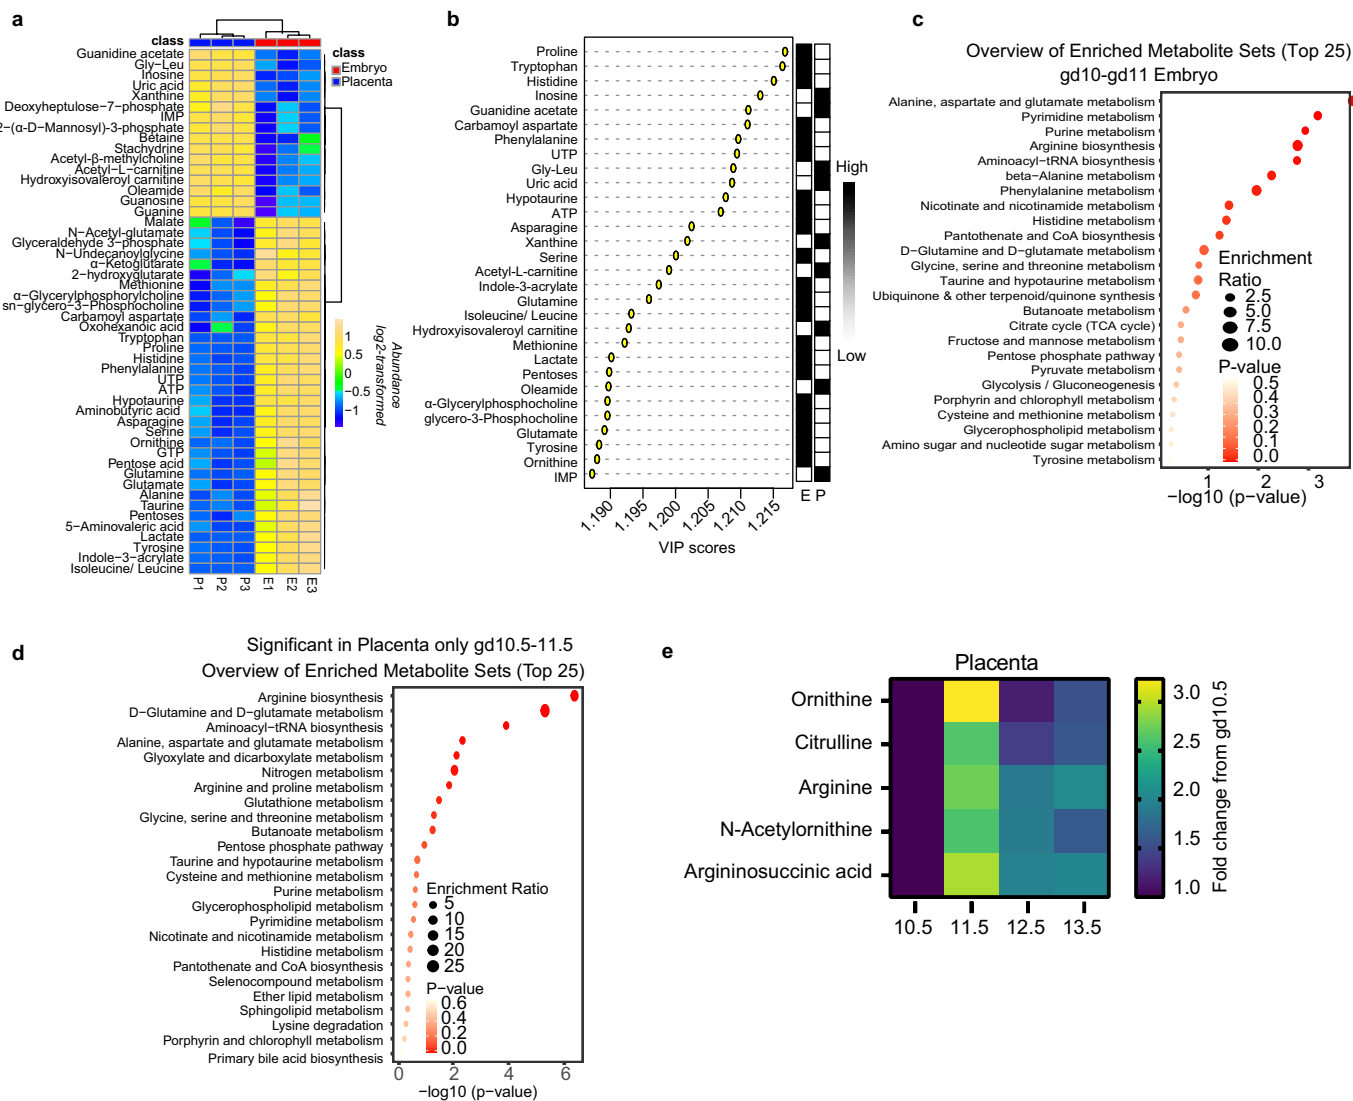 a
class
Guanidine acetate
Gly-Leu
Inosine
Uric acid
Xanthine
Deoxyheptulose−7−phosphate
IMP
2−(α-D−Mannosyl)−3−phosphate
Betaine
Stachydrine
Acetyl-β−methylcholine
Acetyl−L−carnitine
Hydroxyisovaleroyl carnitine
Oleamide
Guanosine
Guanine
Malate
N−Acetyl-glutamate
Glyceraldehyde 3−phosphate
N−Undecanoylglycine
α−Ketoglutarate
2−hydroxyglutarate
Methionine
α−Glycerylphosphorylcholine
sn−glycero−3−Phosphocholine
Carbamoyl aspartate
Oxohexanoic acid
Tryptophan
Proline
Histidine
Phenylalanine
UTP
ATP
Hypotaurine
Aminobutyric acid
Asparagine
Serine
Ornithine
GTP
Pentose acid
Glutamine
Glutamate
Alanine
Taurine
Pentoses
5−Aminovaleric acid
Lactate
Tyrosine
Indole−3−acrylate
Isoleucine/ Leucine
P1
P2
P3
E1
E2
E3
class
Embryo
Placenta
1
0.5
0
−0.5
−1
Abundance
log2-transformed
b
Proline
Tryptophan
Histidine
Inosine
Guanidine acetate
Carbamoyl aspartate
Phenylalanine
UTP
Gly-Leu
Uric acid
Hypotaurine
ATP
Asparagine
Xanthine
Serine
Acetyl-L-carnitine
Indole-3-acrylate
Glutamine
Isoleucine/ Leucine
Hydroxyisovaleroyl carnitine
Methionine
Lactate
Pentoses
Oleamide
α-Glycerylphosphocholine
glycero-3-Phosphocholine
Glutamate
Tyrosine
Ornithine
IMP
1.190
1.195
1.200
1.205
1.210
1.215
VIP scores
E P
High
Low
c
Overview of Enriched Metabolite Sets (Top 25)
gd10-gd11 Embryo
Alanine, aspartate and glutamate metabolism
Pyrimidine metabolism
Purine metabolism
Arginine biosynthesis
Aminoacyl−tRNA biosynthesis
beta−Alanine metabolism
Phenylalanine metabolism
Nicotinate and nicotinamide metabolism
Histidine metabolism
Pantothenate and CoA biosynthesis
D−Glutamine and D−glutamate metabolism
Glycine, serine and threonine metabolism
Taurine and hypotaurine metabolism
Ubiquinone & other terpenoid/quinone synthesis
Butanoate metabolism
Citrate cycle (TCA cycle)
Fructose and mannose metabolism
Pentose phosphate pathway
Pyruvate metabolism
Glycolysis / Gluconeogenesis
Porphyrin and chlorophyll metabolism
Cysteine and methionine metabolism
Glycerophospholipid metabolism
Amino sugar and nucleotide sugar metabolism
Tyrosine metabolism
Enrichment
Ratio
2.5
5.0
7.5
10.0
P-value
0.5
0.4
0.3
0.2
0.1
0.0
1
2
3
−log10 (p−value)
d
Significant in Placenta only gd10.5-11.5
Overview of Enriched Metabolite Sets (Top 25)
Arginine biosynthesis
D−Glutamine and D−glutamate metabolism
Aminoacyl−tRNA biosynthesis
Alanine, aspartate and glutamate metabolism
Glyoxylate and dicarboxylate metabolism
Nitrogen metabolism
Arginine and proline metabolism
Glutathione metabolism
Glycine, serine and threonine metabolism
Butanoate metabolism
Pentose phosphate pathway
Taurine and hypotaurine metabolism
Cysteine and methionine metabolism
Purine metabolism
Glycerophospholipid metabolism
Pyrimidine metabolism
Nicotinate and nicotinamide metabolism
Histidine metabolism
Pantothenate and CoA biosynthesis
Selenocompound metabolism
Ether lipid metabolism
Sphingolipid metabolism
Lysine degradation
Porphyrin and chlorophyll metabolism
Primary bile acid biosynthesis
Enrichment Ratio
5
10
15
20
25
P−value
0.6
0.4
0.2
0.0
0
2
4
6
−log10 (p−value)
e
Placenta
Ornithine
Citrulline
Arginine
N-Acetylornithine
Argininosuccinic acid
10.5
11.5
12.5
13.5
3.0
2.5
2.0
1.5
1.0
Fold change from gd10.5